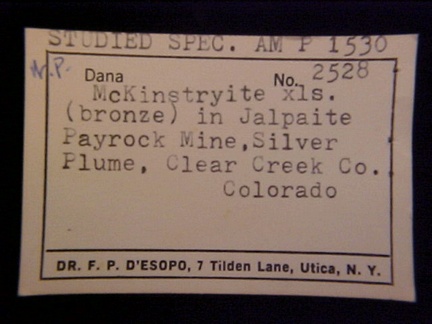 STUDIED SPEC. AM P 1530
N.P. Dana No. 2528
McKinstryite xls.
(bronze) in Jalpaite
Payrock Mine,Silver
Plume, Clear Creek Co.
Colorado
DR. F. P. D'ESOPO, 7 Tilden Lane, Utica, N. Y.